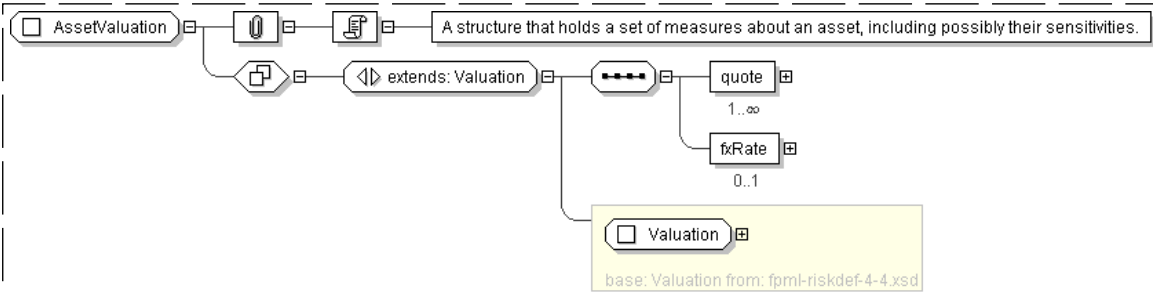 AssetValuation
A structure that holds a set of measures about an asset, including possibly their sensitivities.
extends: Valuation
quote
1..∞
fxRate
0..1
Valuation
base: Valuation from: fpml-riskdef-4-4.xsd